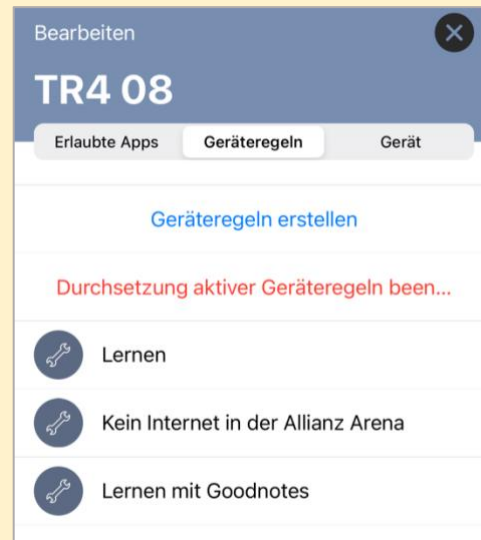 Bearbeiten
TR4 08
Erlaubte Apps Geräteregeln Gerät
Geräteregeln erstellen
Durchsetzung aktiver Geräteregeln been...
Lernen
Kein Internet in der Allianz Arena
Lernen mit Goodnotes